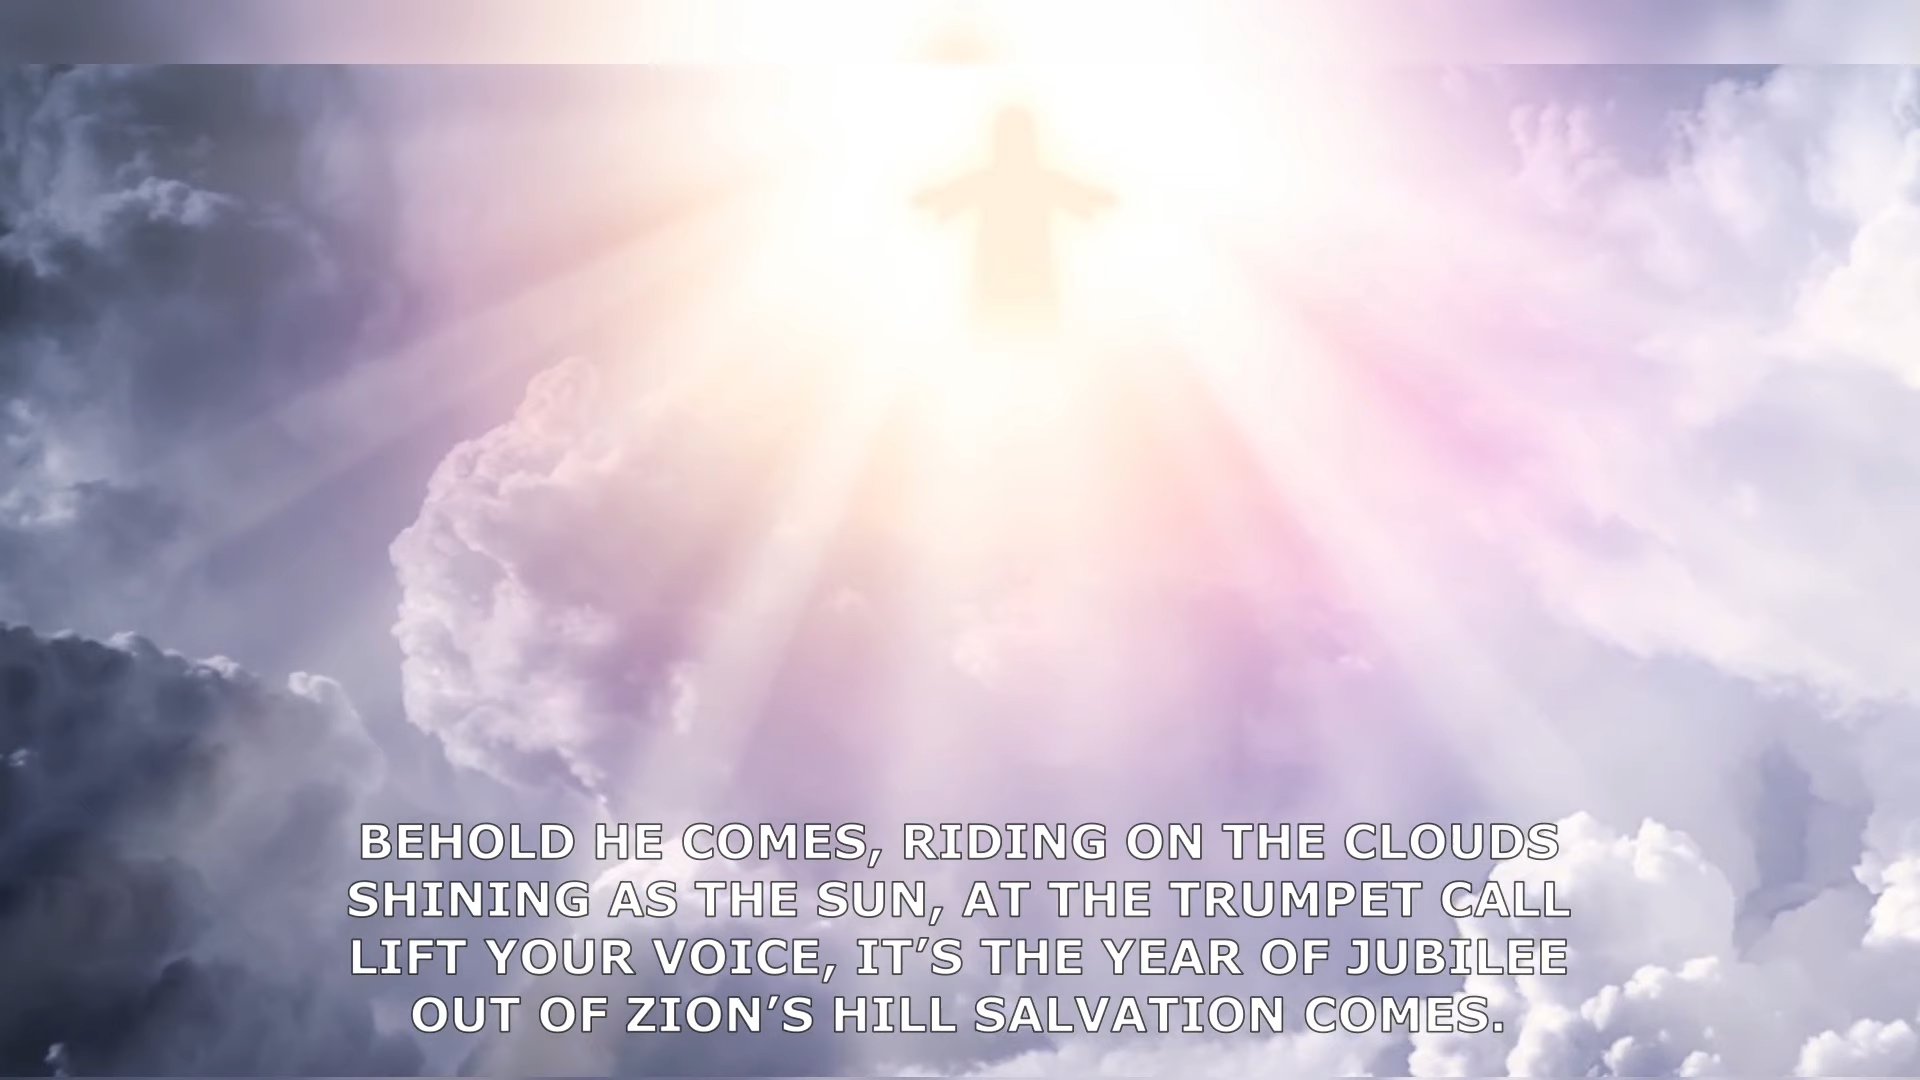 BEHOLD HE COMES, RIDING ON THE CLOUDS
SHINING AS THE SUN, AT THE TRUMPET CALL
LIFT YOUR VOICE, IT’S THE YEAR OF JUBILEE
OUT OF ZION’S HILL SALVATION COMES.